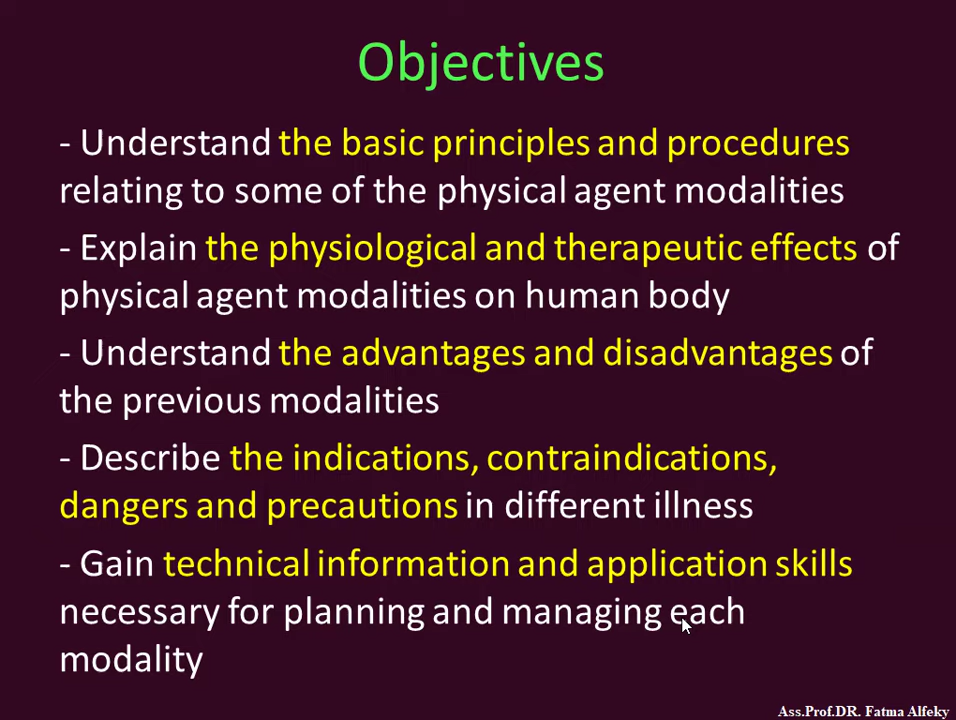 Objectives
- Understand the basic principles and procedures
relating to some of the physical agent modalities
- Explain the physiological and therapeutic effects of
physical agent modalities on human body
- Understand the advantages and disadvantages of
the previous modalities
- Describe the indications, contraindications,
dangers and precautions in different illness
- Gain technical information and application skills
necessary for planning and managing each
modality
Ass.Prof.DR. Fatma Alfeky